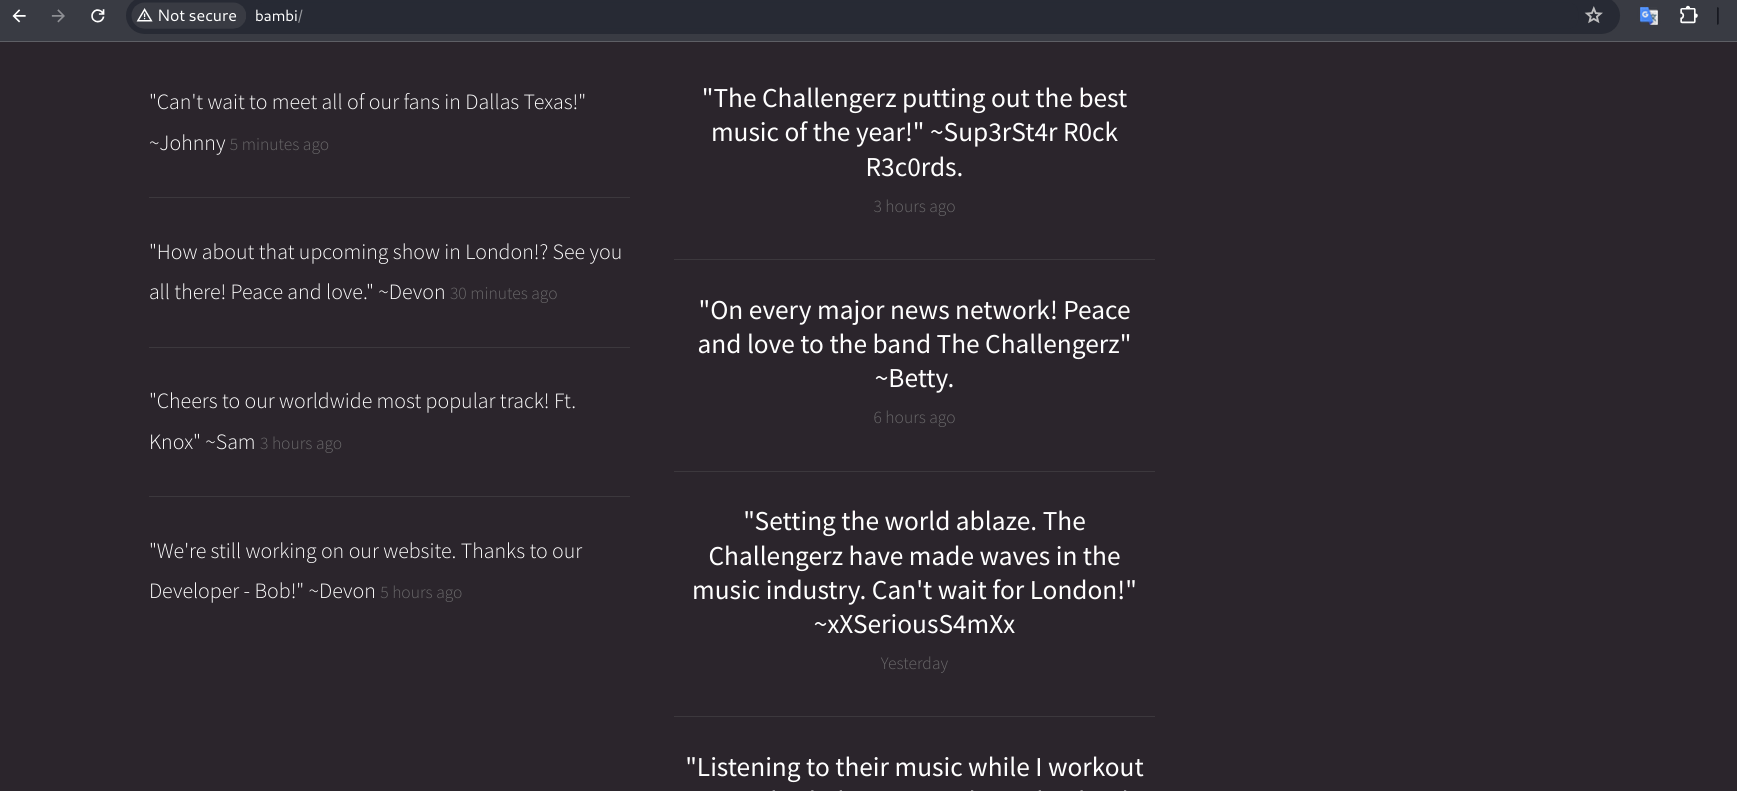 Not secure bambi/
"Can't wait to meet all of our fans in Dallas Texas!"
~Johnny 5 minutes ago
"How about that upcoming show in London!? See you
all there! Peace and love." ~Devon 30 minutes ago
"Cheers to our worldwide most popular track! Ft.
Knox" ~Sam 3 hours ago
"We're still working on our website. Thanks to our
Developer - Bob!" ~Devon 5 hours ago
"The Challengerz putting out the best
music of the year!" ~Sup3rSt4r R0ck
R3c0rds.
3 hours ago
"On every major news network! Peace
and love to the band The Challengerz"
~Betty.
6 hours ago
"Setting the world ablaze. The
Challengerz have made waves in the
music industry. Can't wait for London!"
~xXSeriousS4mXx
Yesterday
"Listening to their music while I workout